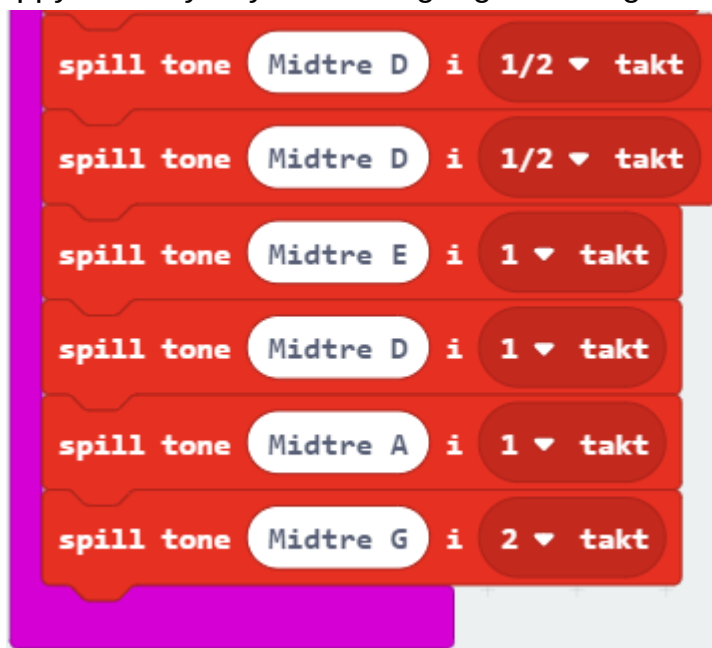 spill tone Midtre D i 1/2 takt
spill tone Midtre D i 1/2 takt
spill tone Midtre E i 1 takt
spill tone Midtre D i 1 takt
spill tone Midtre A i 1 takt
spill tone Midtre G i 2 takt